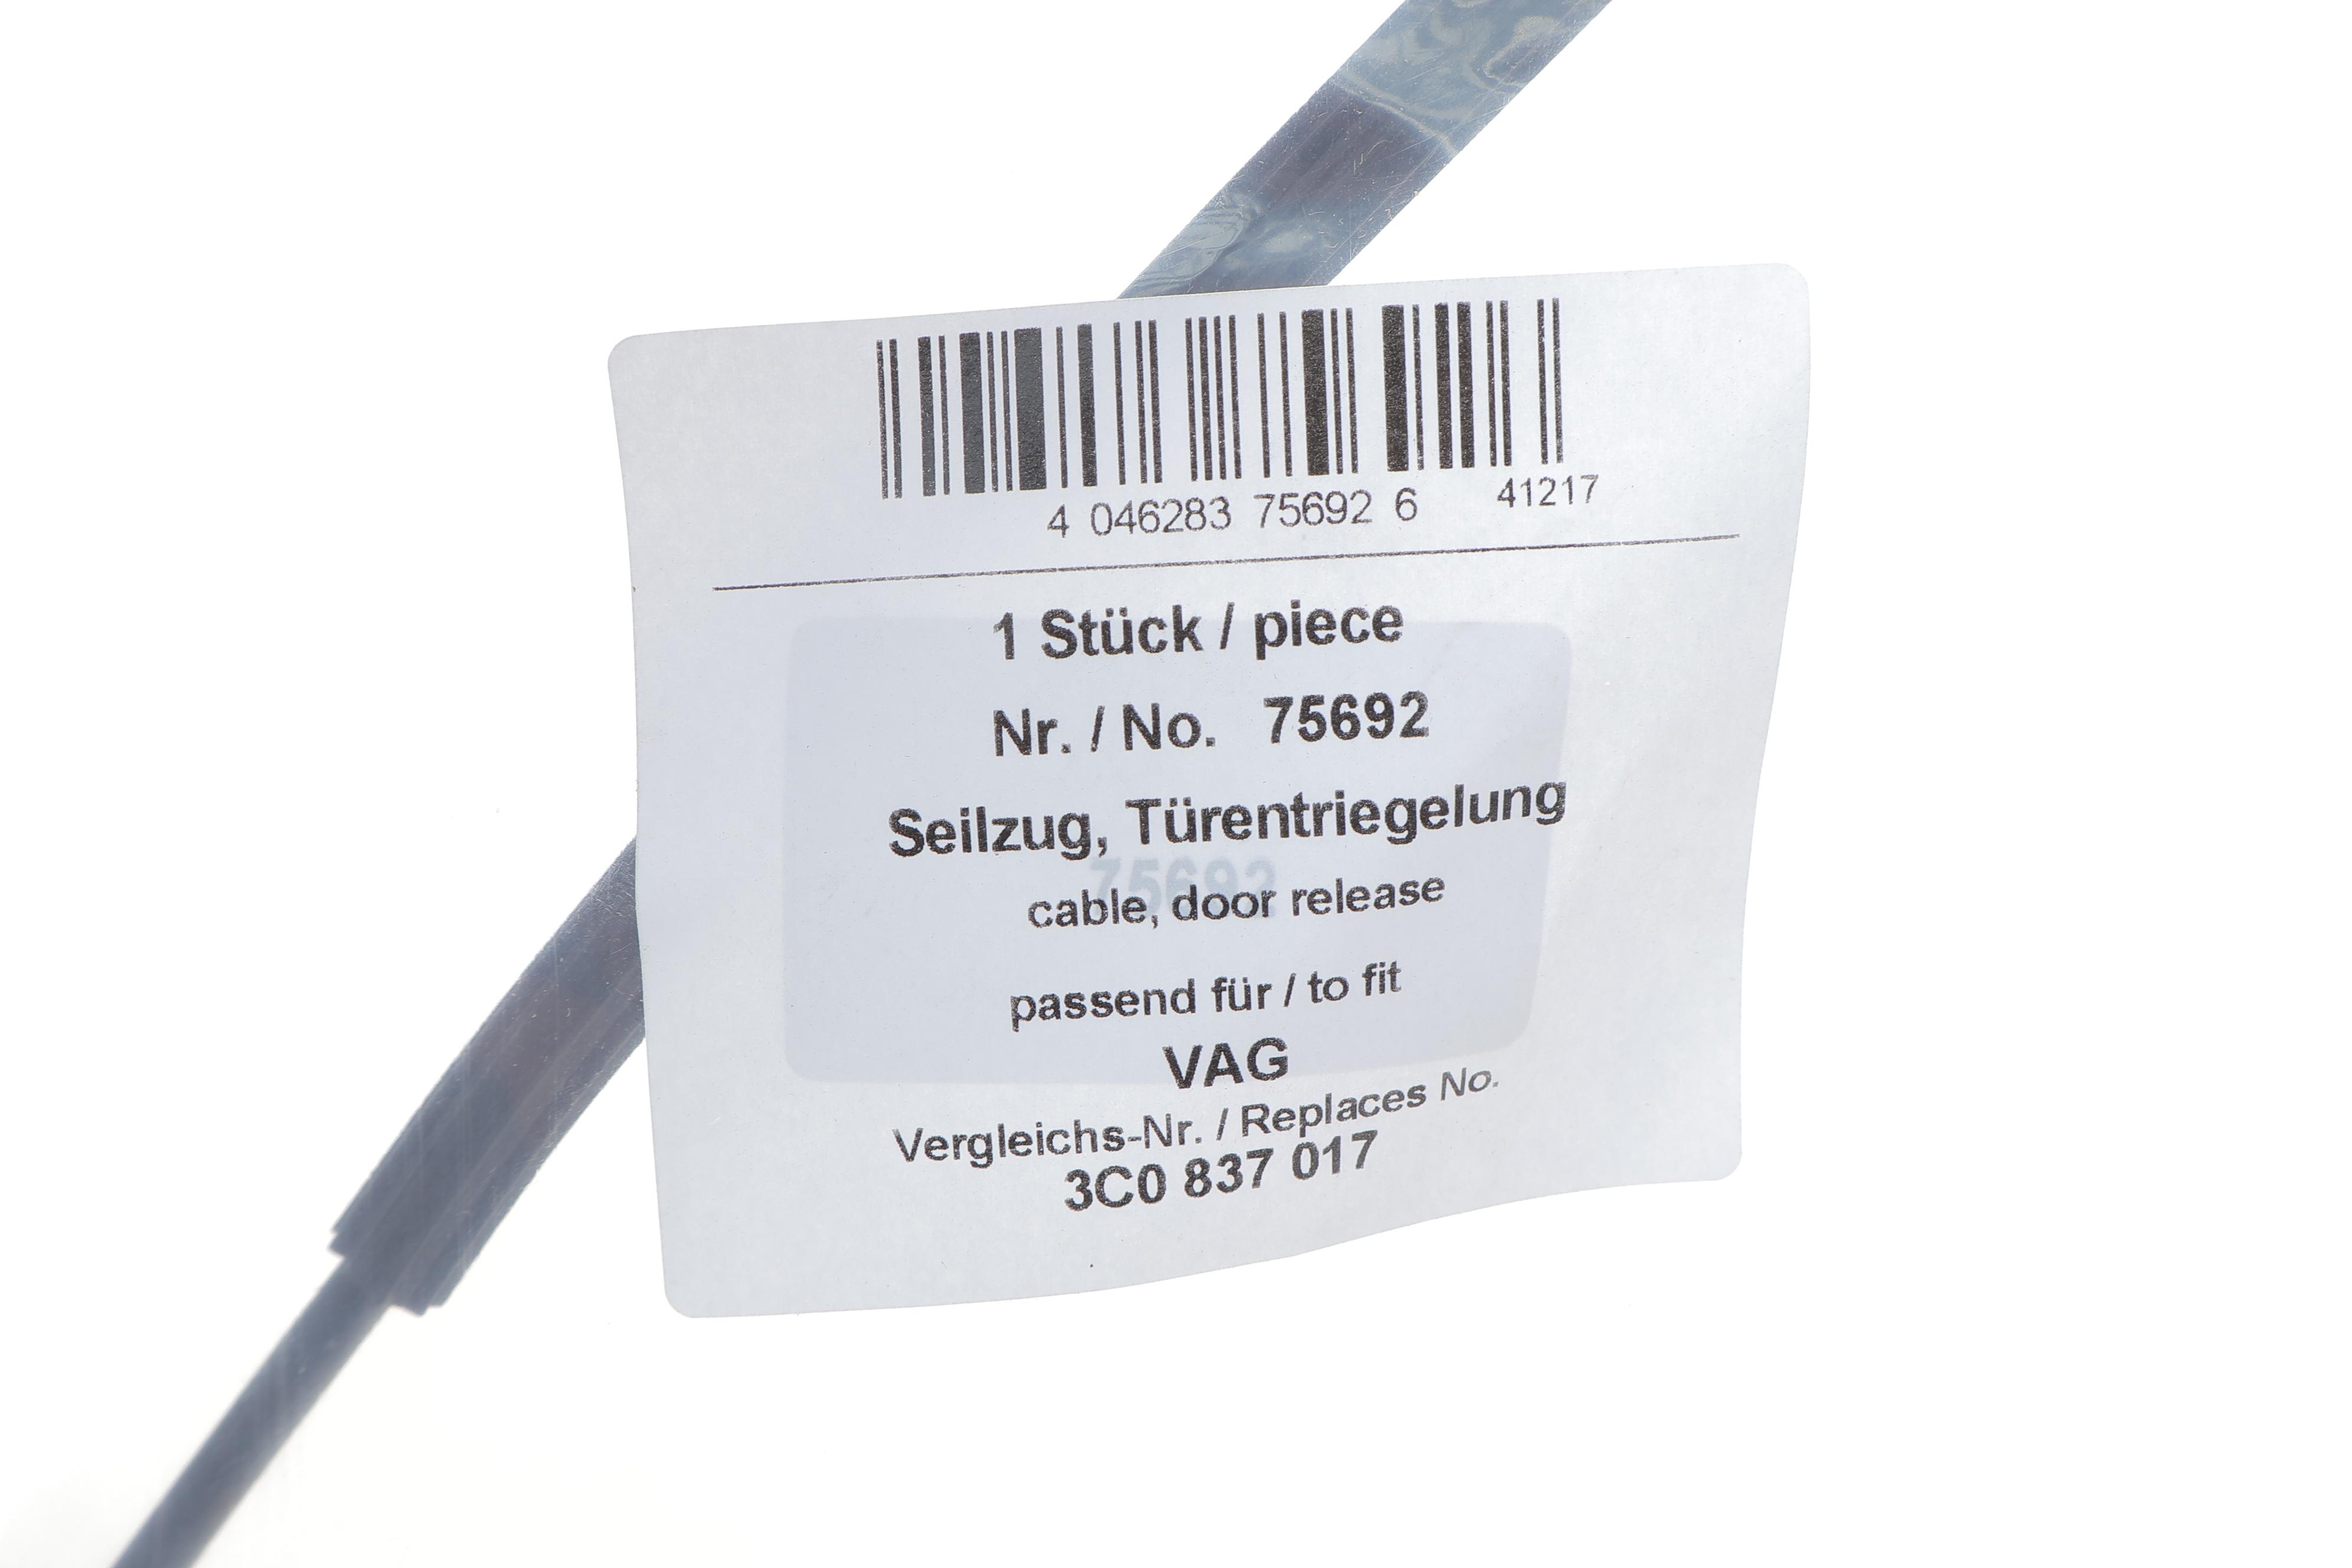 4 046283 75692 6 41217
1 Stück / piece
Nr. / No. 75692
Seilzug, Türentriegelung
75692
cable, door release
passend für / to fit
VAG
Vergleichs-Nr. / Replaces No.
3C0 837 017